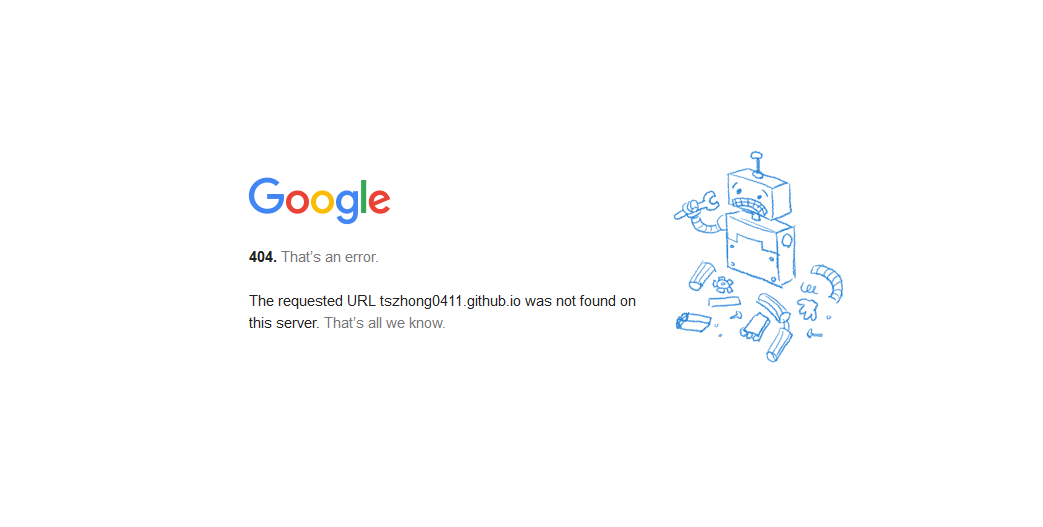 Google
404. That's an error.
The requested URL tszhong0411.github.io was not found on
this server. That's all we know.